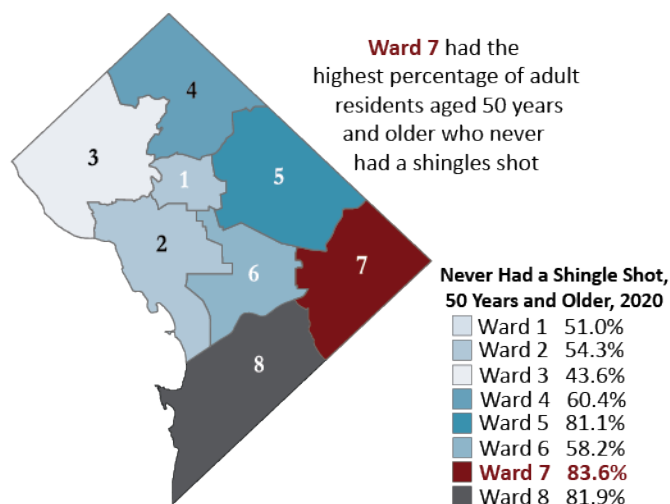 Ward 7 had the
highest percentage of adult
residents aged 50 years
and older who never
had a shingles shot
4
3
1
5
2
6
7
8
Never Had a Shingle Shot,
50 Years and Older, 2020
Ward 1 51.0%
Ward 2 54.3%
Ward 3 43.6%
Ward 4 60.4%
Ward 5 81.1%
Ward 6 58.2%
Ward 7 83.6%
Ward 8 81.9%